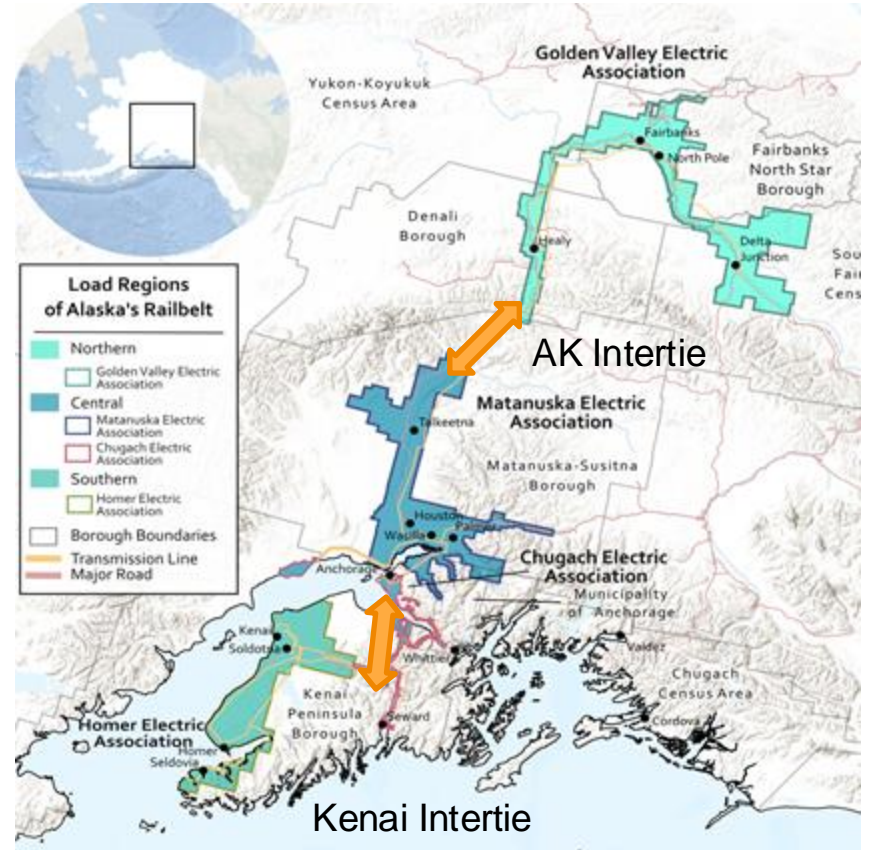 Golden Valley Electric
Association
Yukon-Koyukuk
Census Area
Fairbanks
North Pole
Fairbanks
North Star
Borough
Denali
Borough
Healy
Delta
Junction
Sou
Fai
Cens
Load Regions
of Alaska's Railbelt
Northern
Golden Valley Electric
Association
Central
Matanuska Electric
Association
Chugach Electric
Association
Southern
Homer Electric
Association
Borough Boundaries
Transmission Line
Major Road
AK Intertie
Matanuska Electric
Association
Talkeetna
Matanuska-Susitna
Borough
Houston
Wasilla
Palmer
Anchorage
Chugach Electric
Association
Municipality
of Anchorage
Kenai
Soldotna
Whittier
Valdez
Chugach
Census Area
Kenai
Peninsula
Borough
Seward
Cordova
Homer Electric
Association
Homer
Seldovia
Kenai Intertie